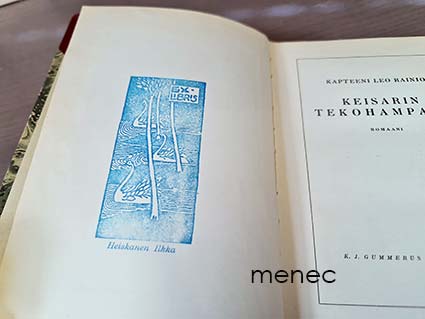 EX-
LIBRIS
Heiskanen Ilkka
KAPTEENI LEO RAINIO
KEISARIN
TEKOHAMPA
ROMAANI
K. J. GUMMERUS
menec